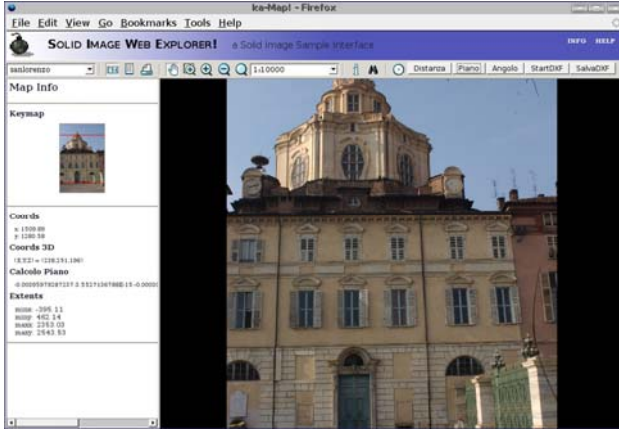 ka-Map! - Firefox
File Edit View Go Bookmarks Tools Help
SOLID IMAGE WEB EXPLORER! a Solid Image Sample Interface INFO HELP
sanlorenzo 1:10000 Distanza Piano Angolo StartDXF SalvaDXF
Map Info
Keymap
Coords
x: 1509.89
y: 1280.58
Coords 3D
(X,Y,Z) =
Calcolo Piano
Extents
minx: -395.11
miny: 462.14
maxx: 2353.03
maxy: 2543.53